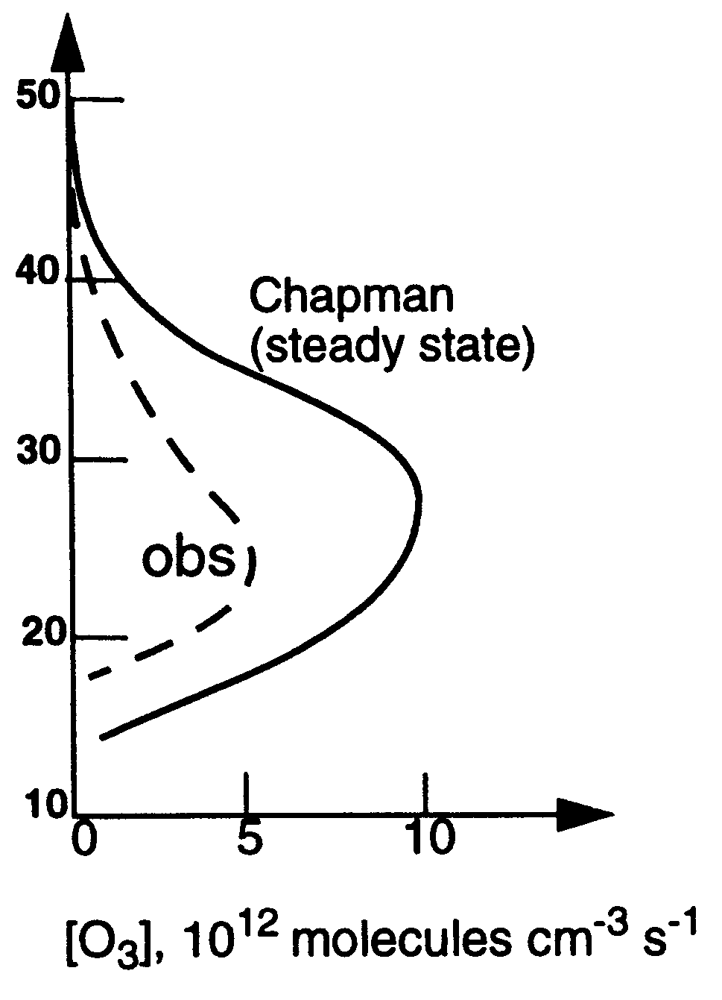 50
40
Chapman
(steady state)
30
obs
20
10
0 5 10
[O₃], 10¹² molecules cm⁻³ s⁻¹